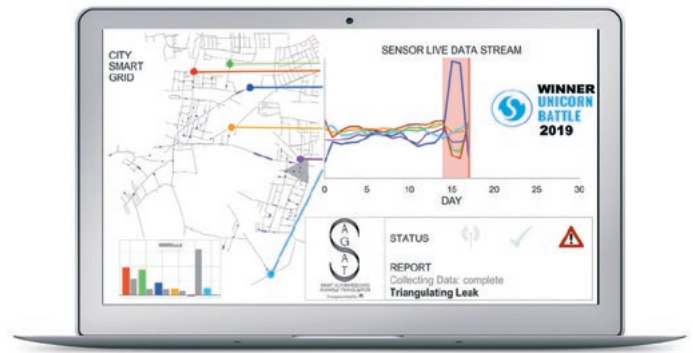 CITY
SMART
GRID
SENSOR LIVE DATA STREAM
WINNER
UNICORN
BATTLE
2019
0 5 10 15 20 25 30
DAY
STATUS
REPORT
Collecting Data: complete
Triangulating Leak
SAGAT